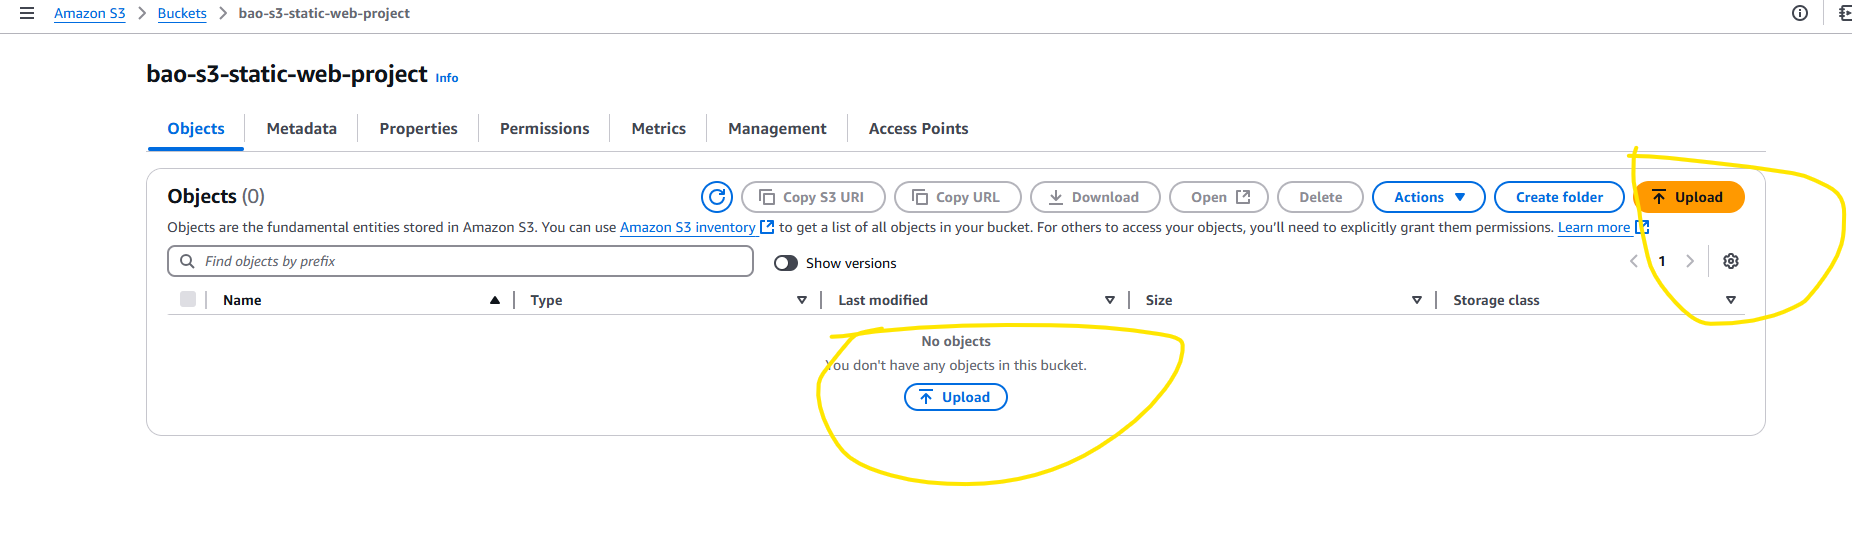 Amazon S3 > Buckets > bao-s3-static-web-project
bao-s3-static-web-project Info
Objects Metadata Properties Permissions Metrics Management Access Points
Objects (0) Copy S3 URI Copy URL Download Open Delete Actions Create folder Upload
Objects are the fundamental entities stored in Amazon S3. You can use Amazon S3 inventory to get a list of all objects in your bucket. For others to access your objects, you’ll need to explicitly grant them permissions. Learn more
Find objects by prefix Show versions 1
Name Type Last modified Size Storage class
No objects
You don't have any objects in this bucket.
Upload